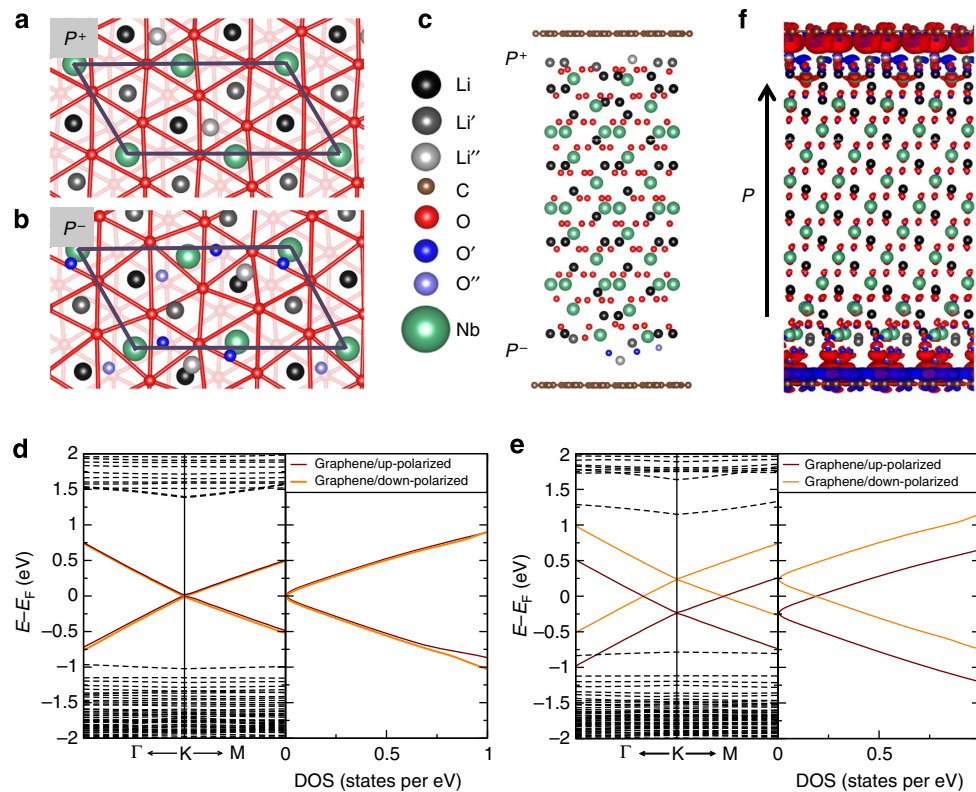 a
P+
b
P−
c
Li
Li′
Li″
C
O
O′
O″
Nb
P+
P−
f
P
d
E–EF (eV)
2
1.5
1
0.5
0
−0.5
−1
−1.5
−2
Graphene/up-polarized
Graphene/down-polarized
Γ ← K → M
0 0.5 1
DOS (states per eV)
e
E–EF (eV)
2
1.5
1
0.5
0
−0.5
−1
−1.5
−2
Graphene/up-polarized
Graphene/down-polarized
Γ ← K → M
0 0.5
DOS (states per eV)